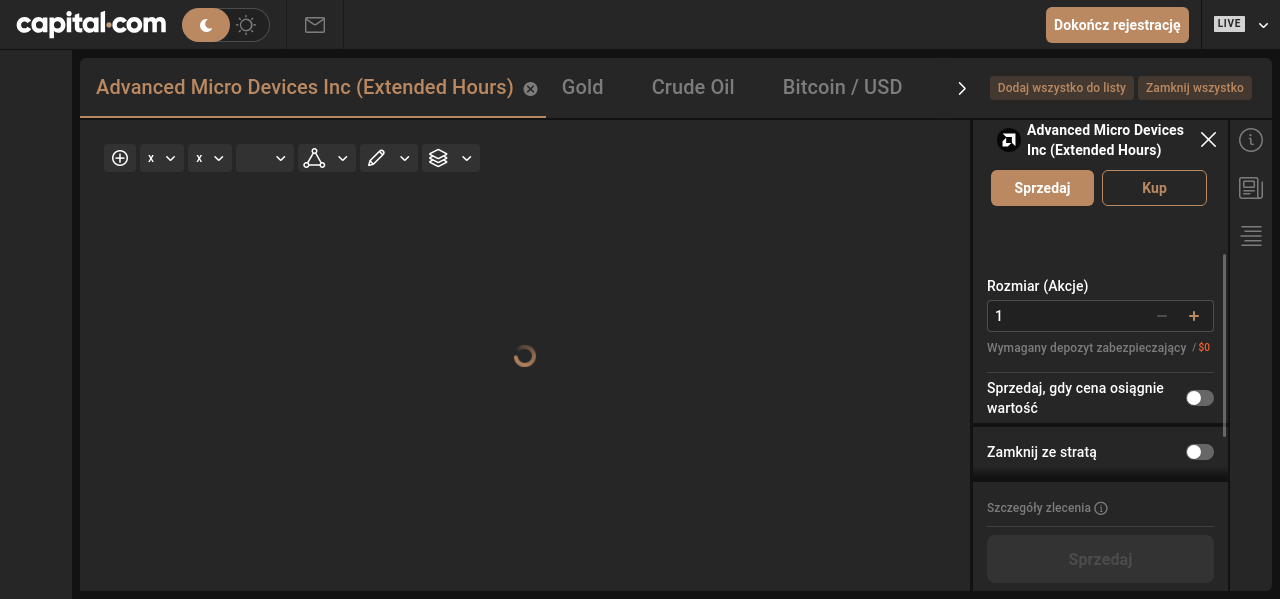 capital.com
Dokończ rejestrację
LIVE
Advanced Micro Devices Inc (Extended Hours)
Gold
Crude Oil
Bitcoin / USD
Dodaj wszystko do listy
Zamknij wszystko
x
x
Advanced Micro Devices
Inc (Extended Hours)
Sprzedaj
Kup
Rozmiar (Akcje)
1
Wymagany depozyt zabezpieczający / $0
Sprzedaj, gdy cena osiągnie
wartość
Zamknij ze stratą
Szczegóły zlecenia
Sprzedaj